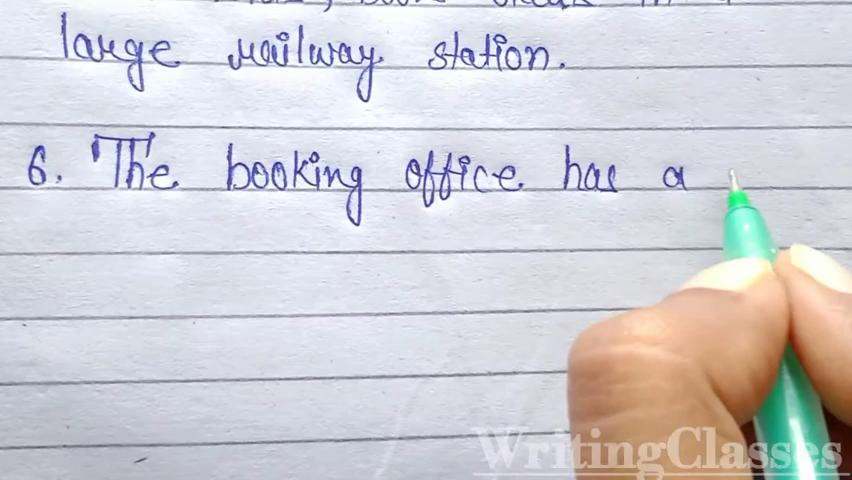 large railway station.
6. The booking office has a
WritingClasses